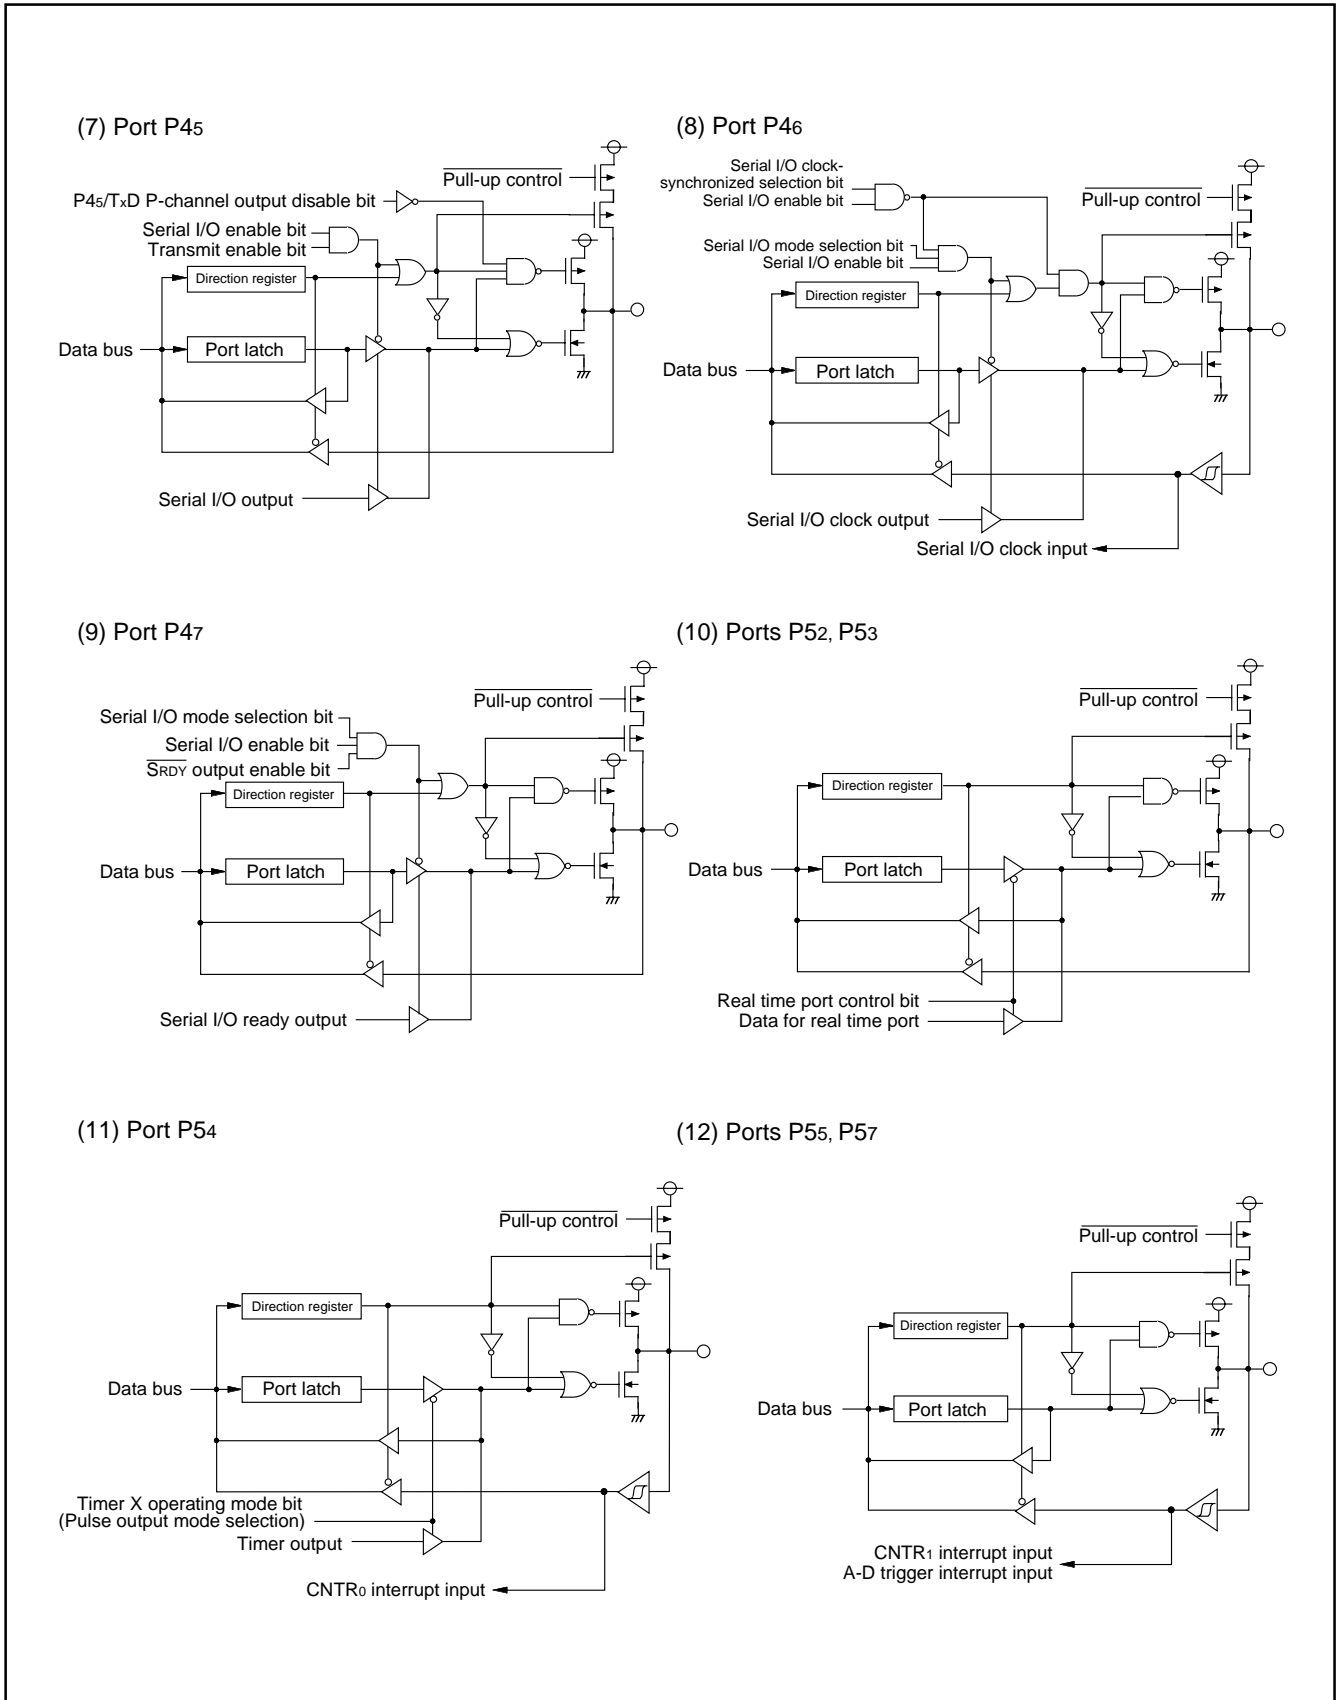 (7) Port P45
Pull-up control
P45/TxD P-channel output disable bit
Serial I/O enable bit
Transmit enable bit
Direction register
Data bus
Port latch
Serial I/O output
(8) Port P46
Serial I/O clock-
synchronized selection bit
Serial I/O enable bit
Pull-up control
Serial I/O mode selection bit
Serial I/O enable bit
Direction register
Data bus
Port latch
Serial I/O clock output
Serial I/O clock input
(9) Port P47
Pull-up control
Serial I/O mode selection bit
Serial I/O enable bit
SRDY output enable bit
Direction register
Data bus
Port latch
Serial I/O ready output
(10) Ports P52, P53
Pull-up control
Direction register
Data bus
Port latch
Real time port control bit
Data for real time port
(11) Port P54
Pull-up control
Direction register
Data bus
Port latch
Timer X operating mode bit
(Pulse output mode selection)
Timer output
CNTR0 interrupt input
(12) Ports P55, P57
Pull-up control
Direction register
Data bus
Port latch
CNTR1 interrupt input
A-D trigger interrupt input